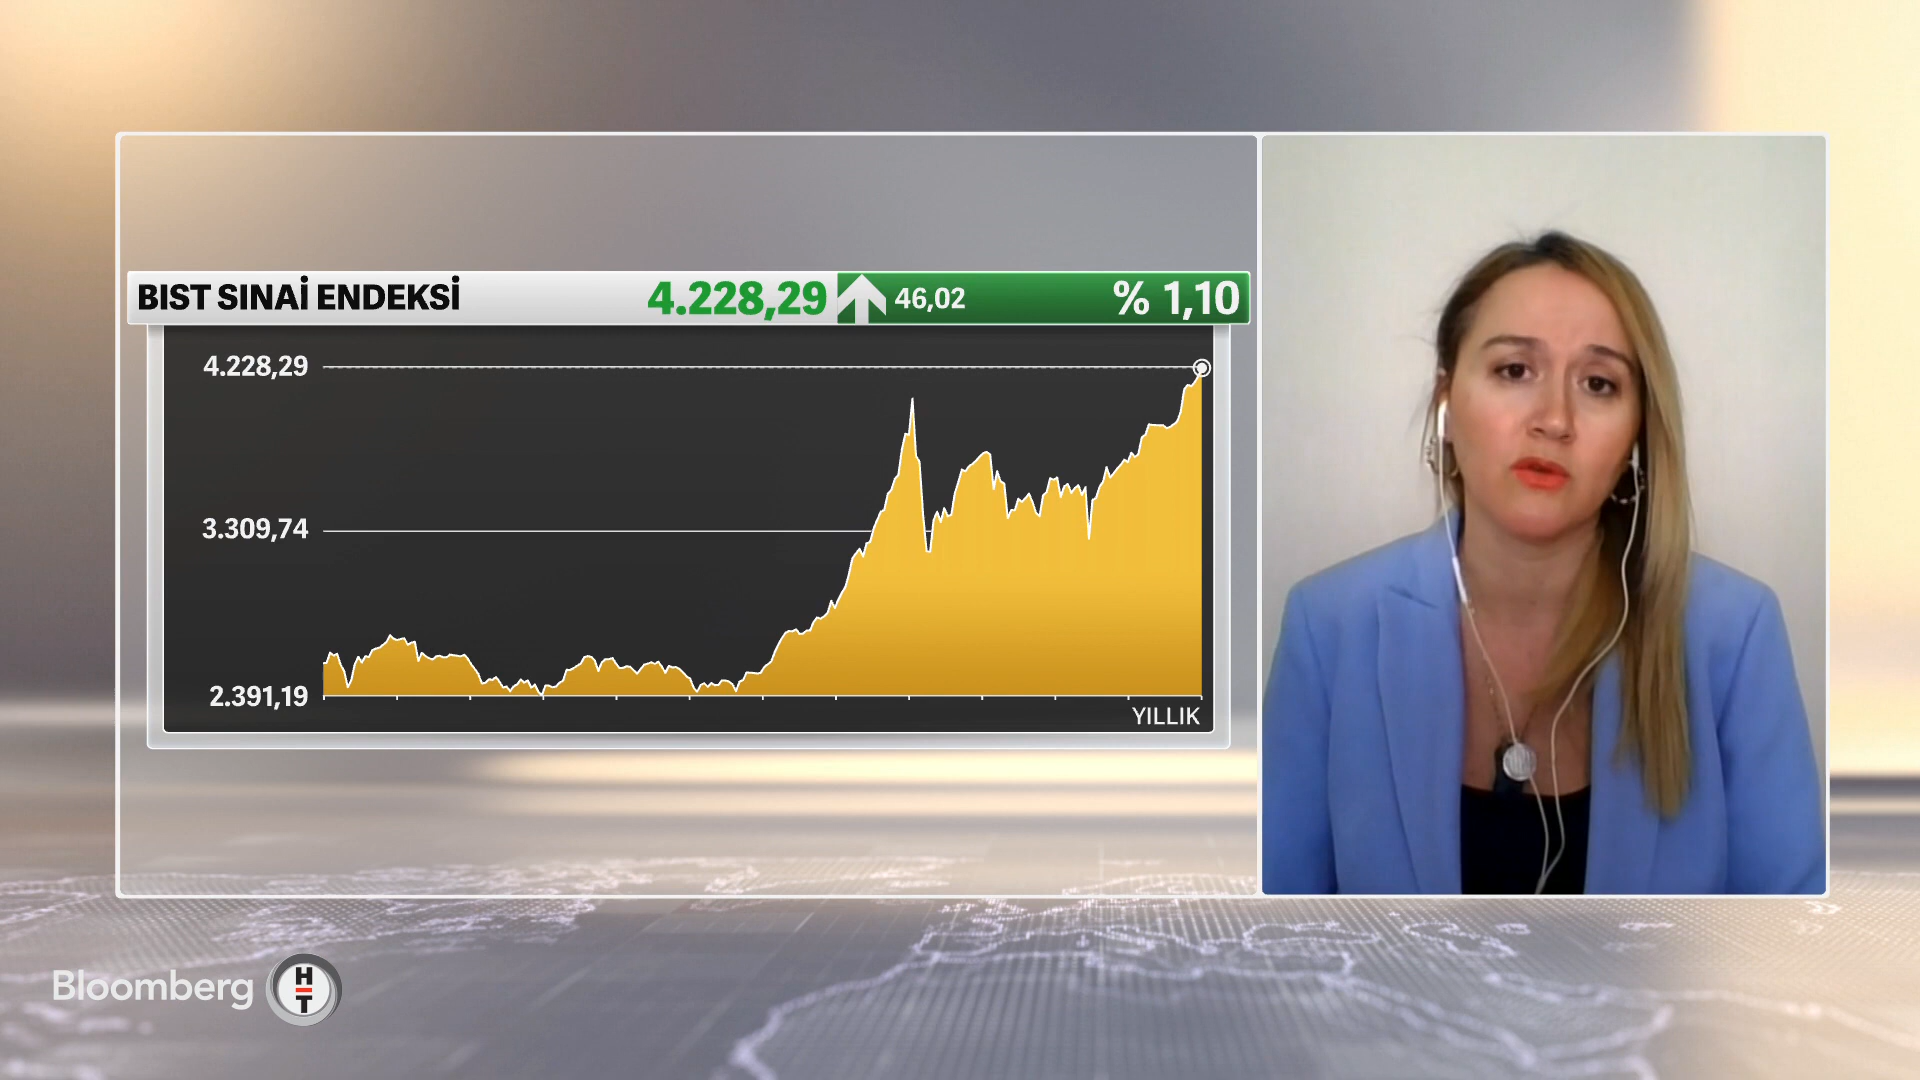 BIST SINAİ ENDEKSİ 4.228,29 46,02 % 1,10
4.228,29
3.309,74
2.391,19
YILLIK
Bloomberg HT